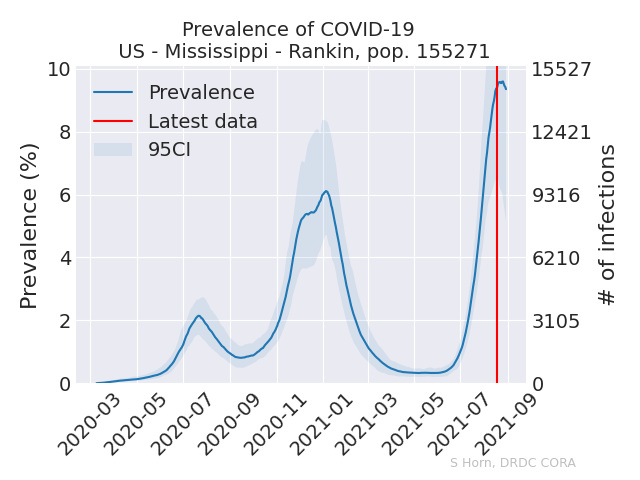 Prevalence of COVID-19
US - Mississippi - Rankin, pop. 155271
Prevalence
Latest data
95CI
Prevalence (%)
10
8
6
4
2
0
15527
12421
9316
6210
3105
0
# of infections
2020-03
2020-05
2020-07
2020-09
2020-11
2021-01
2021-03
2021-05
2021-07
2021-09
S Horn, DRDC CORA